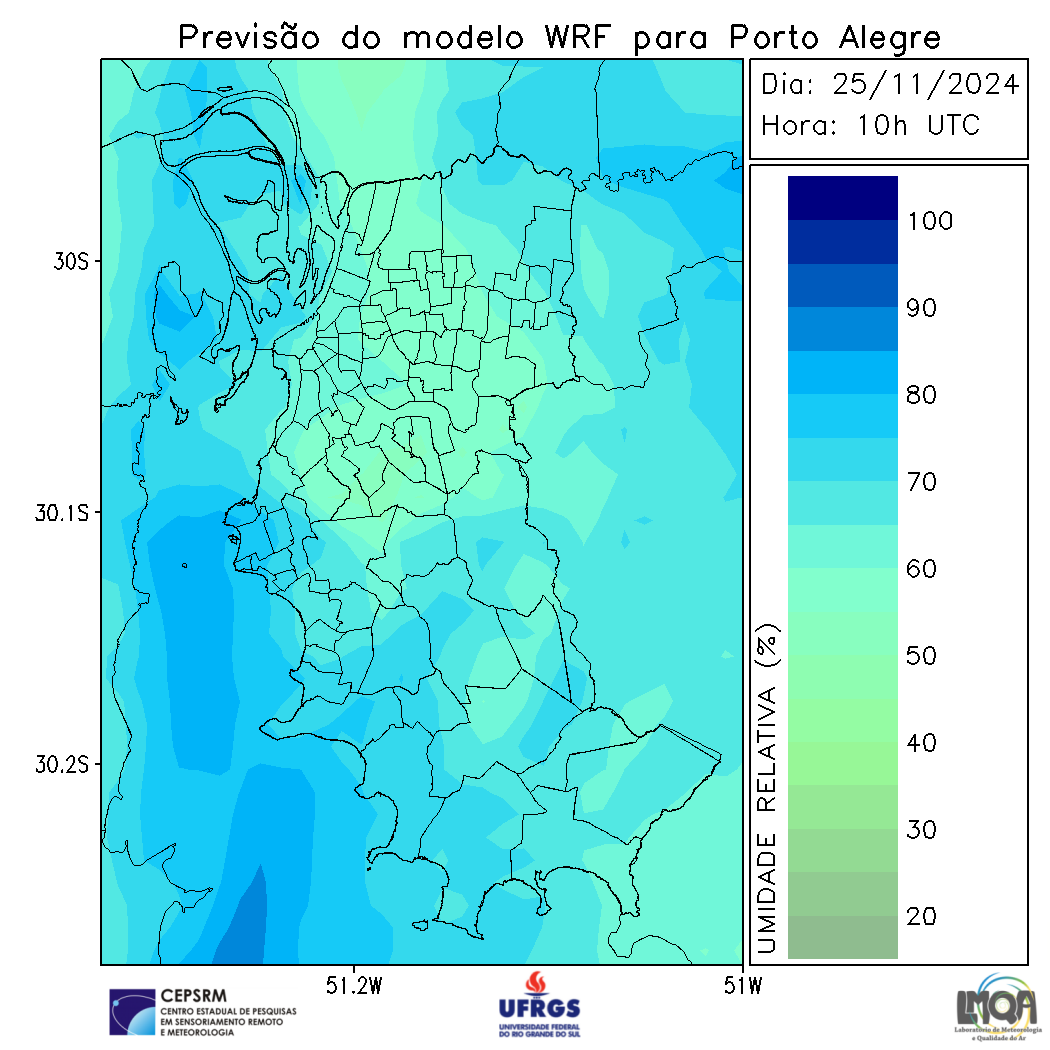 Previsão do modelo WRF para Porto Alegre
Dia: 25/11/2024
Hora: 10h UTC
100
90
80
70
60
50
40
30
20
UMIDADE RELATIVA (%)
30S
30.1S
30.2S
51.2W
51W
CEPSRM
CENTRO ESTADUAL DE PESQUISAS
EM SENSORIAMENTO REMOTO
E METEOROLOGIA
UFRGS
UNIVERSIDADE FEDERAL
DO RIO GRANDE DO SUL
LMQA
Laboratório de Meteorologia
e Qualidade do Ar